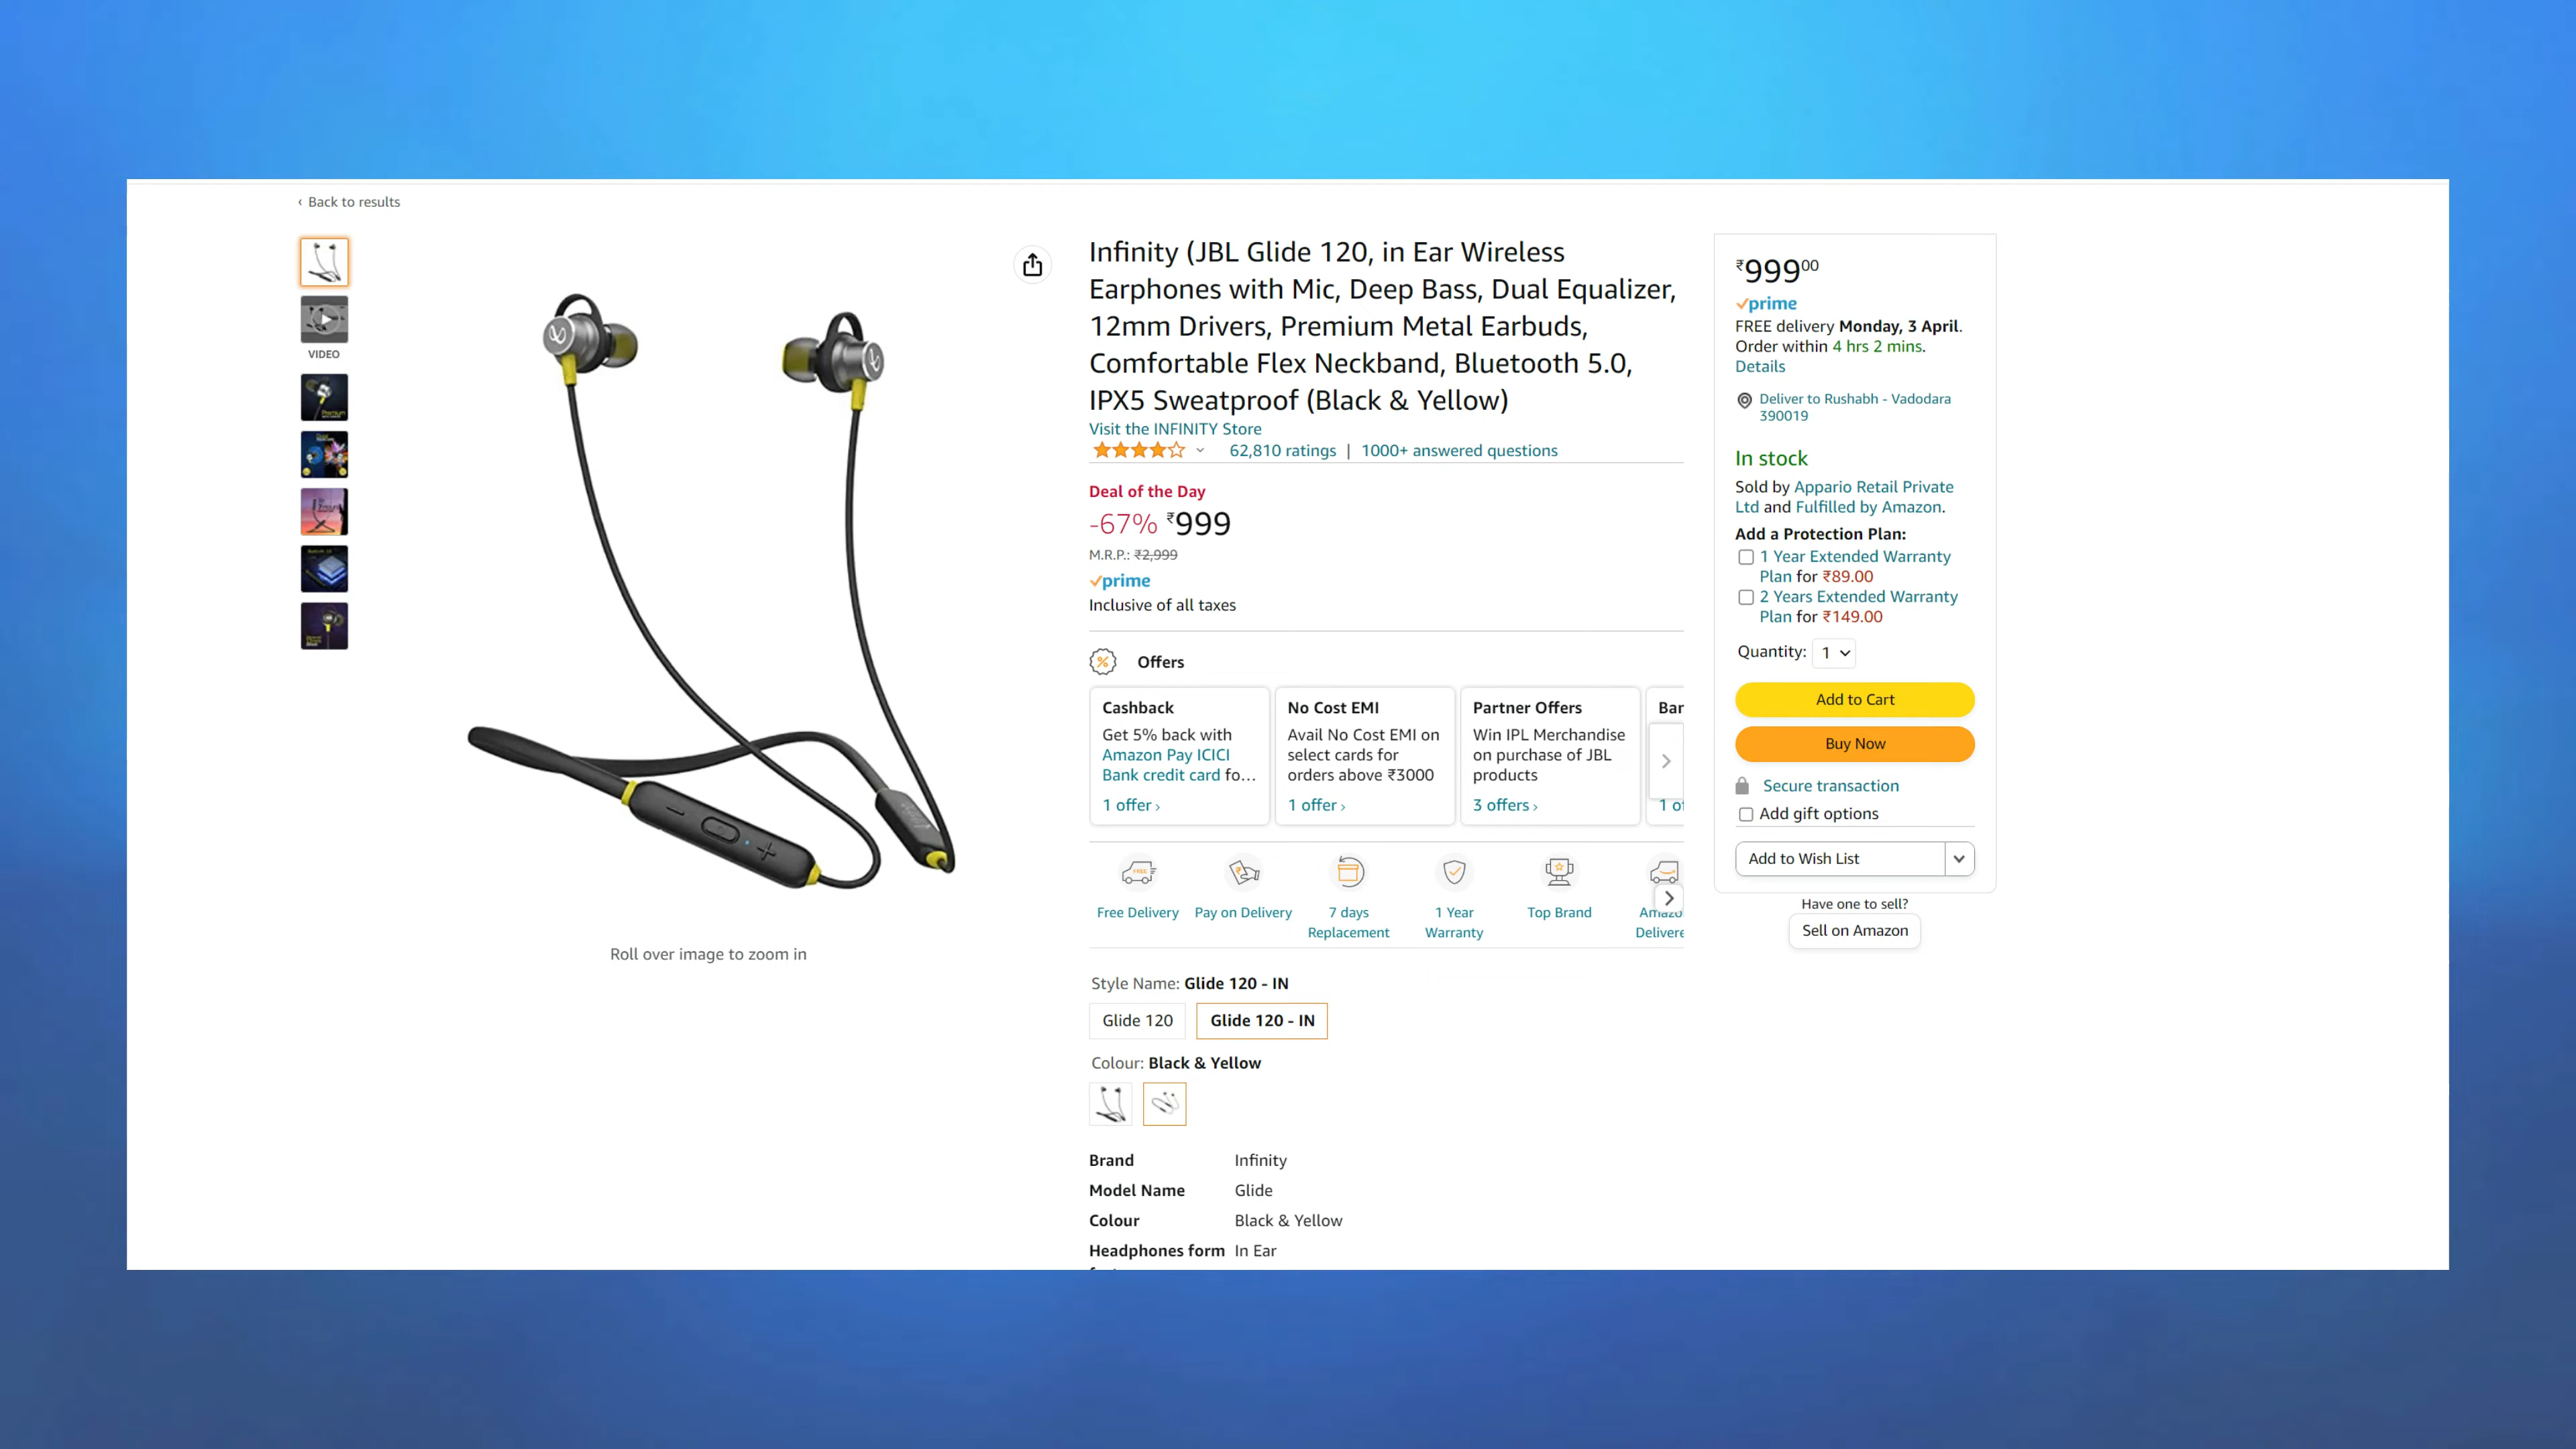 ‹ Back to results
VIDEO
Roll over image to zoom in
Infinity (JBL Glide 120, in Ear Wireless
Earphones with Mic, Deep Bass, Dual Equalizer,
12mm Drivers, Premium Metal Earbuds,
Comfortable Flex Neckband, Bluetooth 5.0,
IPX5 Sweatproof (Black & Yellow)
Visit the INFINITY Store
62,810 ratings | 1000+ answered questions
Deal of the Day
-67% ₹999
M.R.P.: ₹2,999
prime
Inclusive of all taxes
Offers
Cashback
Get 5% back with
Amazon Pay ICICI
Bank credit card fo…
1 offer ›
No Cost EMI
Avail No Cost EMI on
select cards for
orders above ₹3000
1 offer ›
Partner Offers
Win IPL Merchandise
on purchase of JBL
products
3 offers ›
Free Delivery
Pay on Delivery
7 days
Replacement
1 Year
Warranty
Top Brand
Style Name: Glide 120 - IN
Glide 120
Glide 120 - IN
Colour: Black & Yellow
Brand Infinity
Model Name Glide
Colour Black & Yellow
Headphones form In Ear
₹99900
prime
FREE delivery Monday, 3 April.
Order within 4 hrs 2 mins.
Details
Deliver to Rushabh - Vadodara
390019
In stock
Sold by Appario Retail Private
Ltd and Fulfilled by Amazon.
Add a Protection Plan:
1 Year Extended Warranty
Plan for ₹89.00
2 Years Extended Warranty
Plan for ₹149.00
Quantity: 1
Add to Cart
Buy Now
Secure transaction
Add gift options
Add to Wish List
Have one to sell?
Sell on Amazon